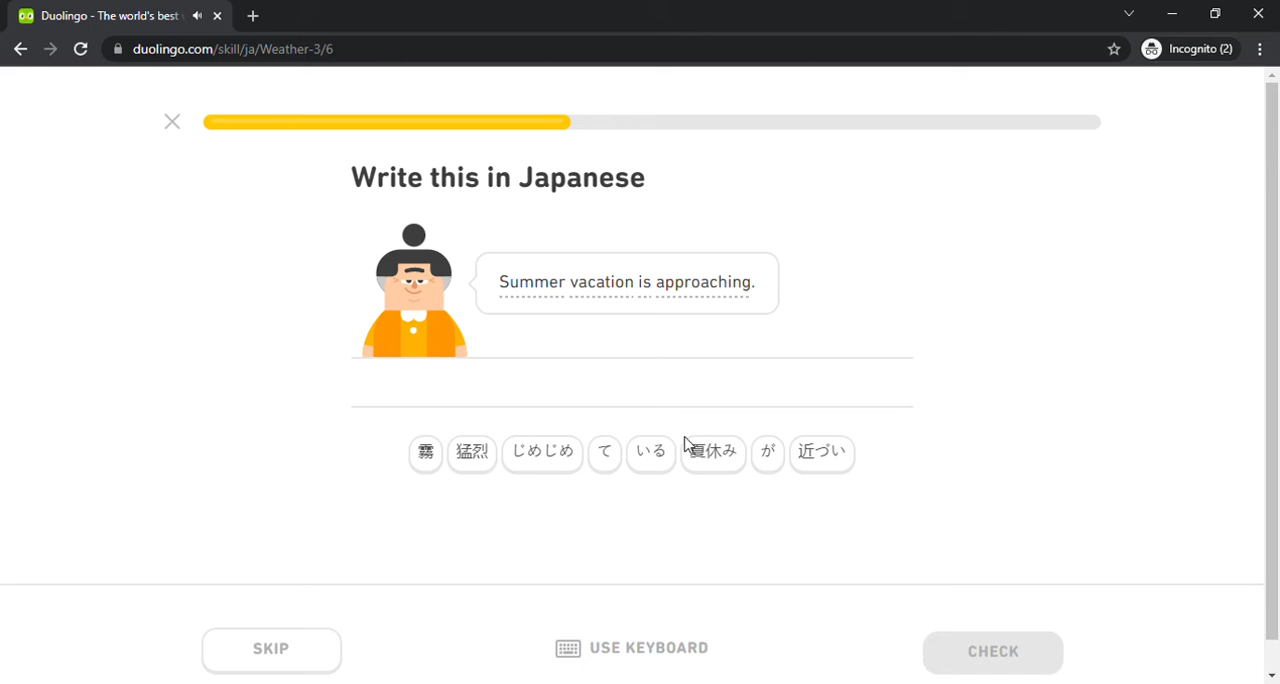 Duolingo - The world's best
duolingo.com/skill/ja/Weather-3/6
Incognito (2)
Write this in Japanese
Summer vacation is approaching.
霧 猛烈 じめじめ て いる 夏休み が 近づい
SKIP
USE KEYBOARD
CHECK